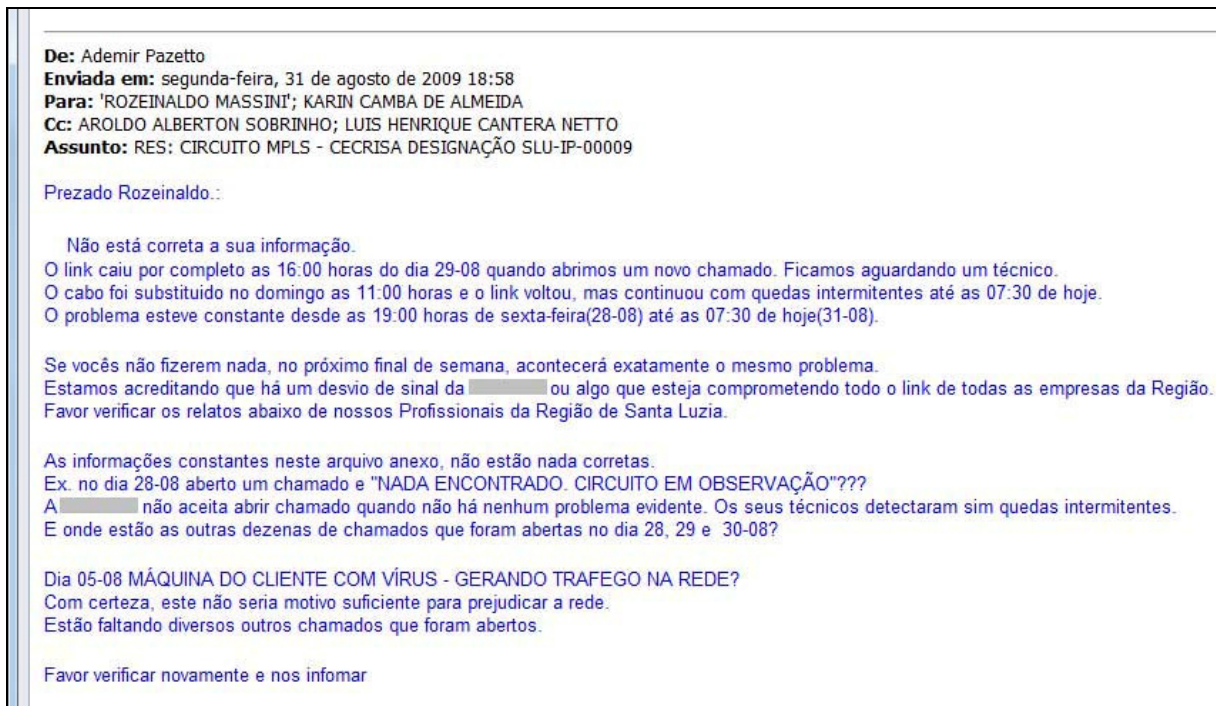 De: Ademir Pazetto
Enviada em: segunda-feira, 31 de agosto de 2009 18:58
Para: 'ROZEINALDO MASSINI'; KARIN CAMBA DE ALMEIDA
Cc: AROLDO ALBERTON SOBRINHO; LUIS HENRIQUE CANTERA NETTO
Assunto: RES: CIRCUITO MPLS - CECRISA DESIGNAÇÃO SLU-IP-00009
Prezado Rozeinaldo.:
Não está correta a sua informação.
O link caiu por completo as 16:00 horas do dia 29-08 quando abrimos um novo chamado. Ficamos aguardando um técnico.
O cabo foi substituido no domingo as 11:00 horas e o link voltou, mas continuou com quedas intermitentes até as 07:30 de hoje.
O problema esteve constante desde as 19:00 horas de sexta-feira(28-08) até as 07:30 de hoje(31-08).
Se vocês não fizerem nada, no próximo final de semana, acontecerá exatamente o mesmo problema.
Estamos acreditando que há um desvio de sinal da ou algo que esteja comprometendo todo o link de todas as empresas da Região.
Favor verificar os relatos abaixo de nossos Profissionais da Região de Santa Luzia.
As informações constantes neste arquivo anexo, não estão nada corretas.
Ex. no dia 28-08 aberto um chamado e "NADA ENCONTRADO. CIRCUITO EM OBSERVAÇÃO"???
A não aceita abrir chamado quando não há nenhum problema evidente. Os seus técnicos detectaram sim quedas intermitentes.
E onde estão as outras dezenas de chamados que foram abertas no dia 28, 29 e 30-08?
Dia 05-08 MÁQUINA DO CLIENTE COM VÍRUS - GERANDO TRAFEGO NA REDE?
Com certeza, este não seria motivo suficiente para prejudicar a rede.
Estão faltando diversos outros chamados que foram abertos.
Favor verificar novamente e nos infomar